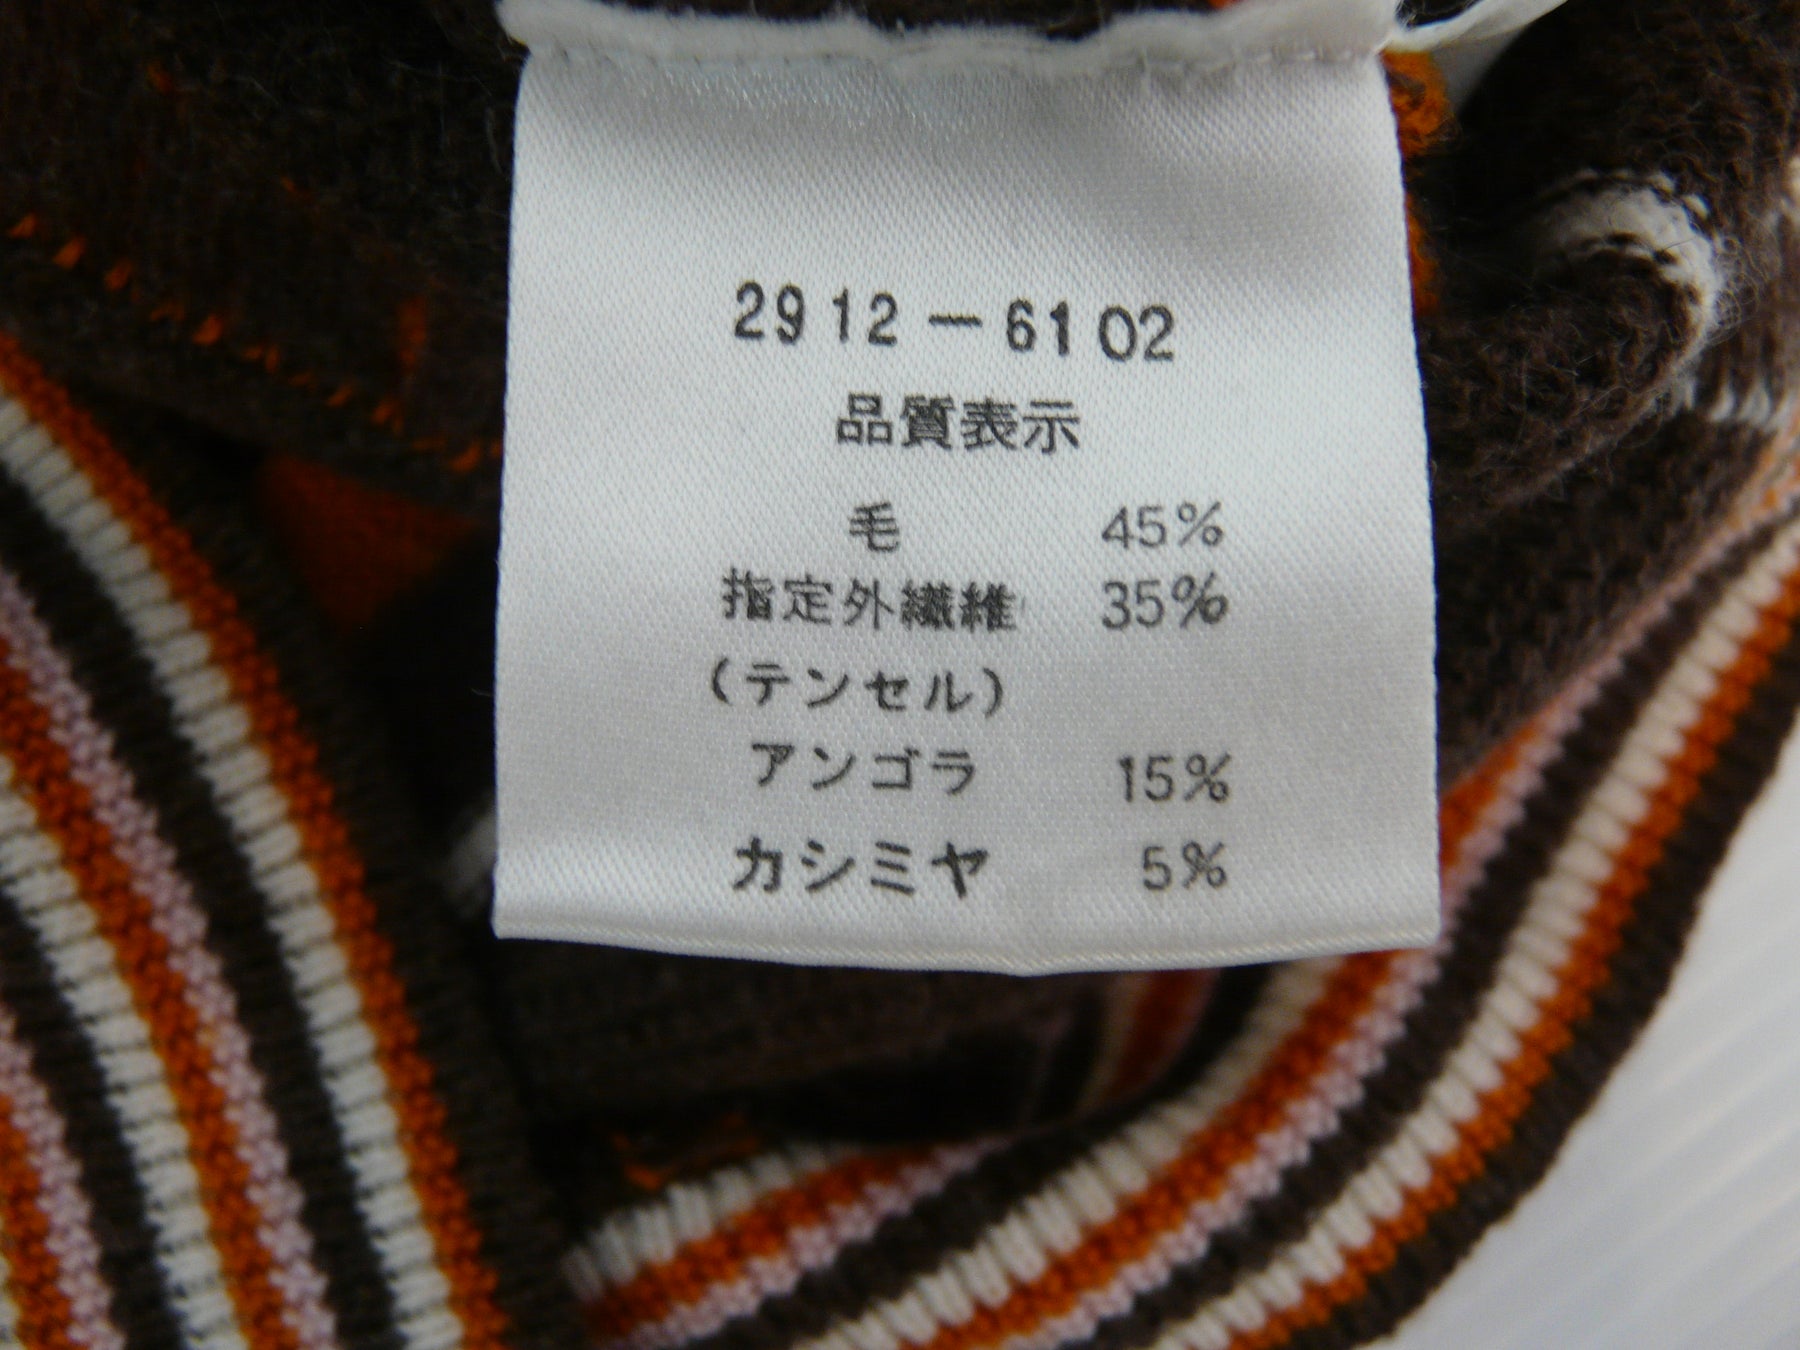 2912-6102
品質表示
毛 45%
指定外繊維 35%
(テンセル)
アンゴラ 15%
カシミヤ 5%